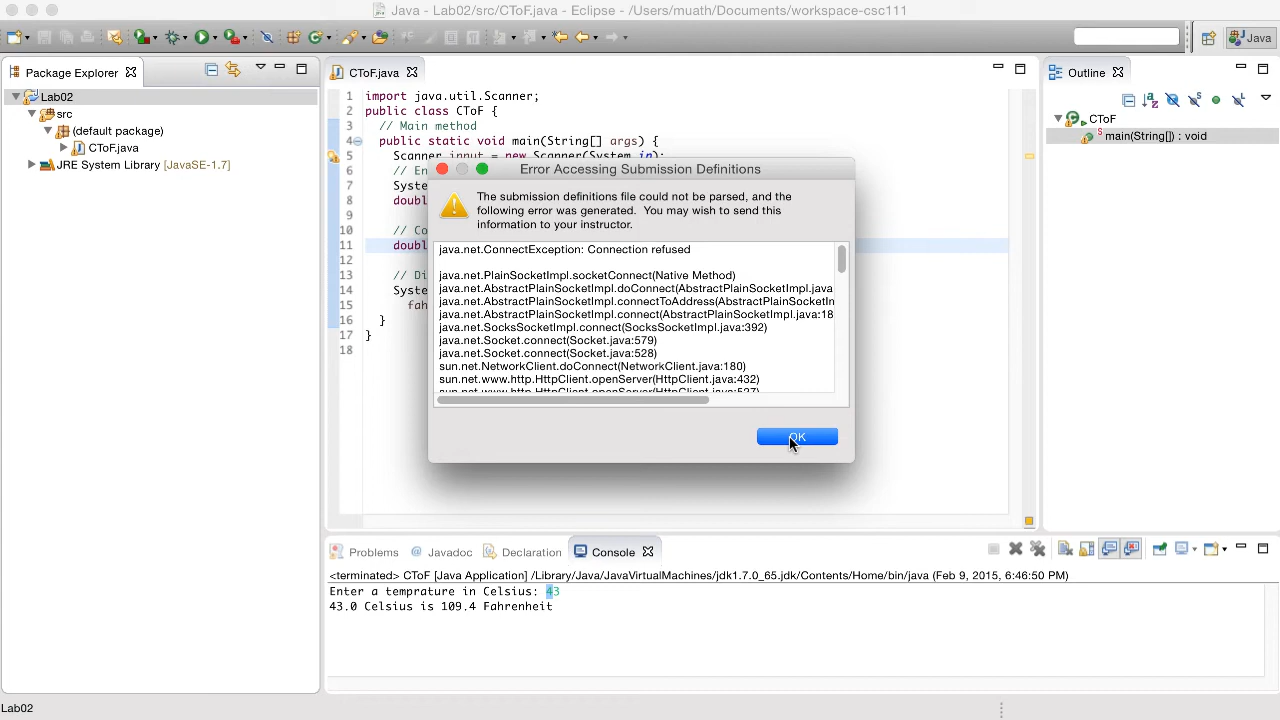 Java - Lab02/src/CToF.java - Eclipse - /Users/muath/Documents/workspace-csc111
Java
Package Explorer
CToF.java
Outline
Lab02
src
(default package)
CToF.java
JRE System Library [JavaSE-1.7]
1 import java.util.Scanner;
2 public class CToF {
3 // Main method
4 public static void main(String[] args) {
5 Scanner input = new Scanner(System.in);
6 // En
7 Syst
8 doubl
9
10 // Co
11 doubl
12
13 // Di
14 Syst
15 fah
16 }
17 }
18
CToF
main(String[]) : void
Error Accessing Submission Definitions
The submission definitions file could not be parsed, and the
following error was generated. You may wish to send this
information to your instructor.
java.net.ConnectException: Connection refused
java.net.PlainSocketImpl.socketConnect(Native Method)
java.net.AbstractPlainSocketImpl.doConnect(AbstractPlainSocketImpl.java
java.net.AbstractPlainSocketImpl.connectToAddress(AbstractPlainSocketIn
java.net.AbstractPlainSocketImpl.connect(AbstractPlainSocketImpl.java:18
java.net.SocksSocketImpl.connect(SocksSocketImpl.java:392)
java.net.Socket.connect(Socket.java:579)
java.net.Socket.connect(Socket.java:528)
sun.net.NetworkClient.doConnect(NetworkClient.java:180)
sun.net.www.http.HttpClient.openServer(HttpClient.java:432)
sun.net.www.http.HttpClient.openServer(HttpClient.java:527)
OK
Problems
Javadoc
Declaration
Console
<terminated> CToF [Java Application] /Library/Java/JavaVirtualMachines/jdk1.7.0_65.jdk/Contents/Home/bin/java (Feb 9, 2015, 6:46:50 PM)
Enter a temprature in Celsius: 43
43.0 Celsius is 109.4 Fahrenheit
Lab02